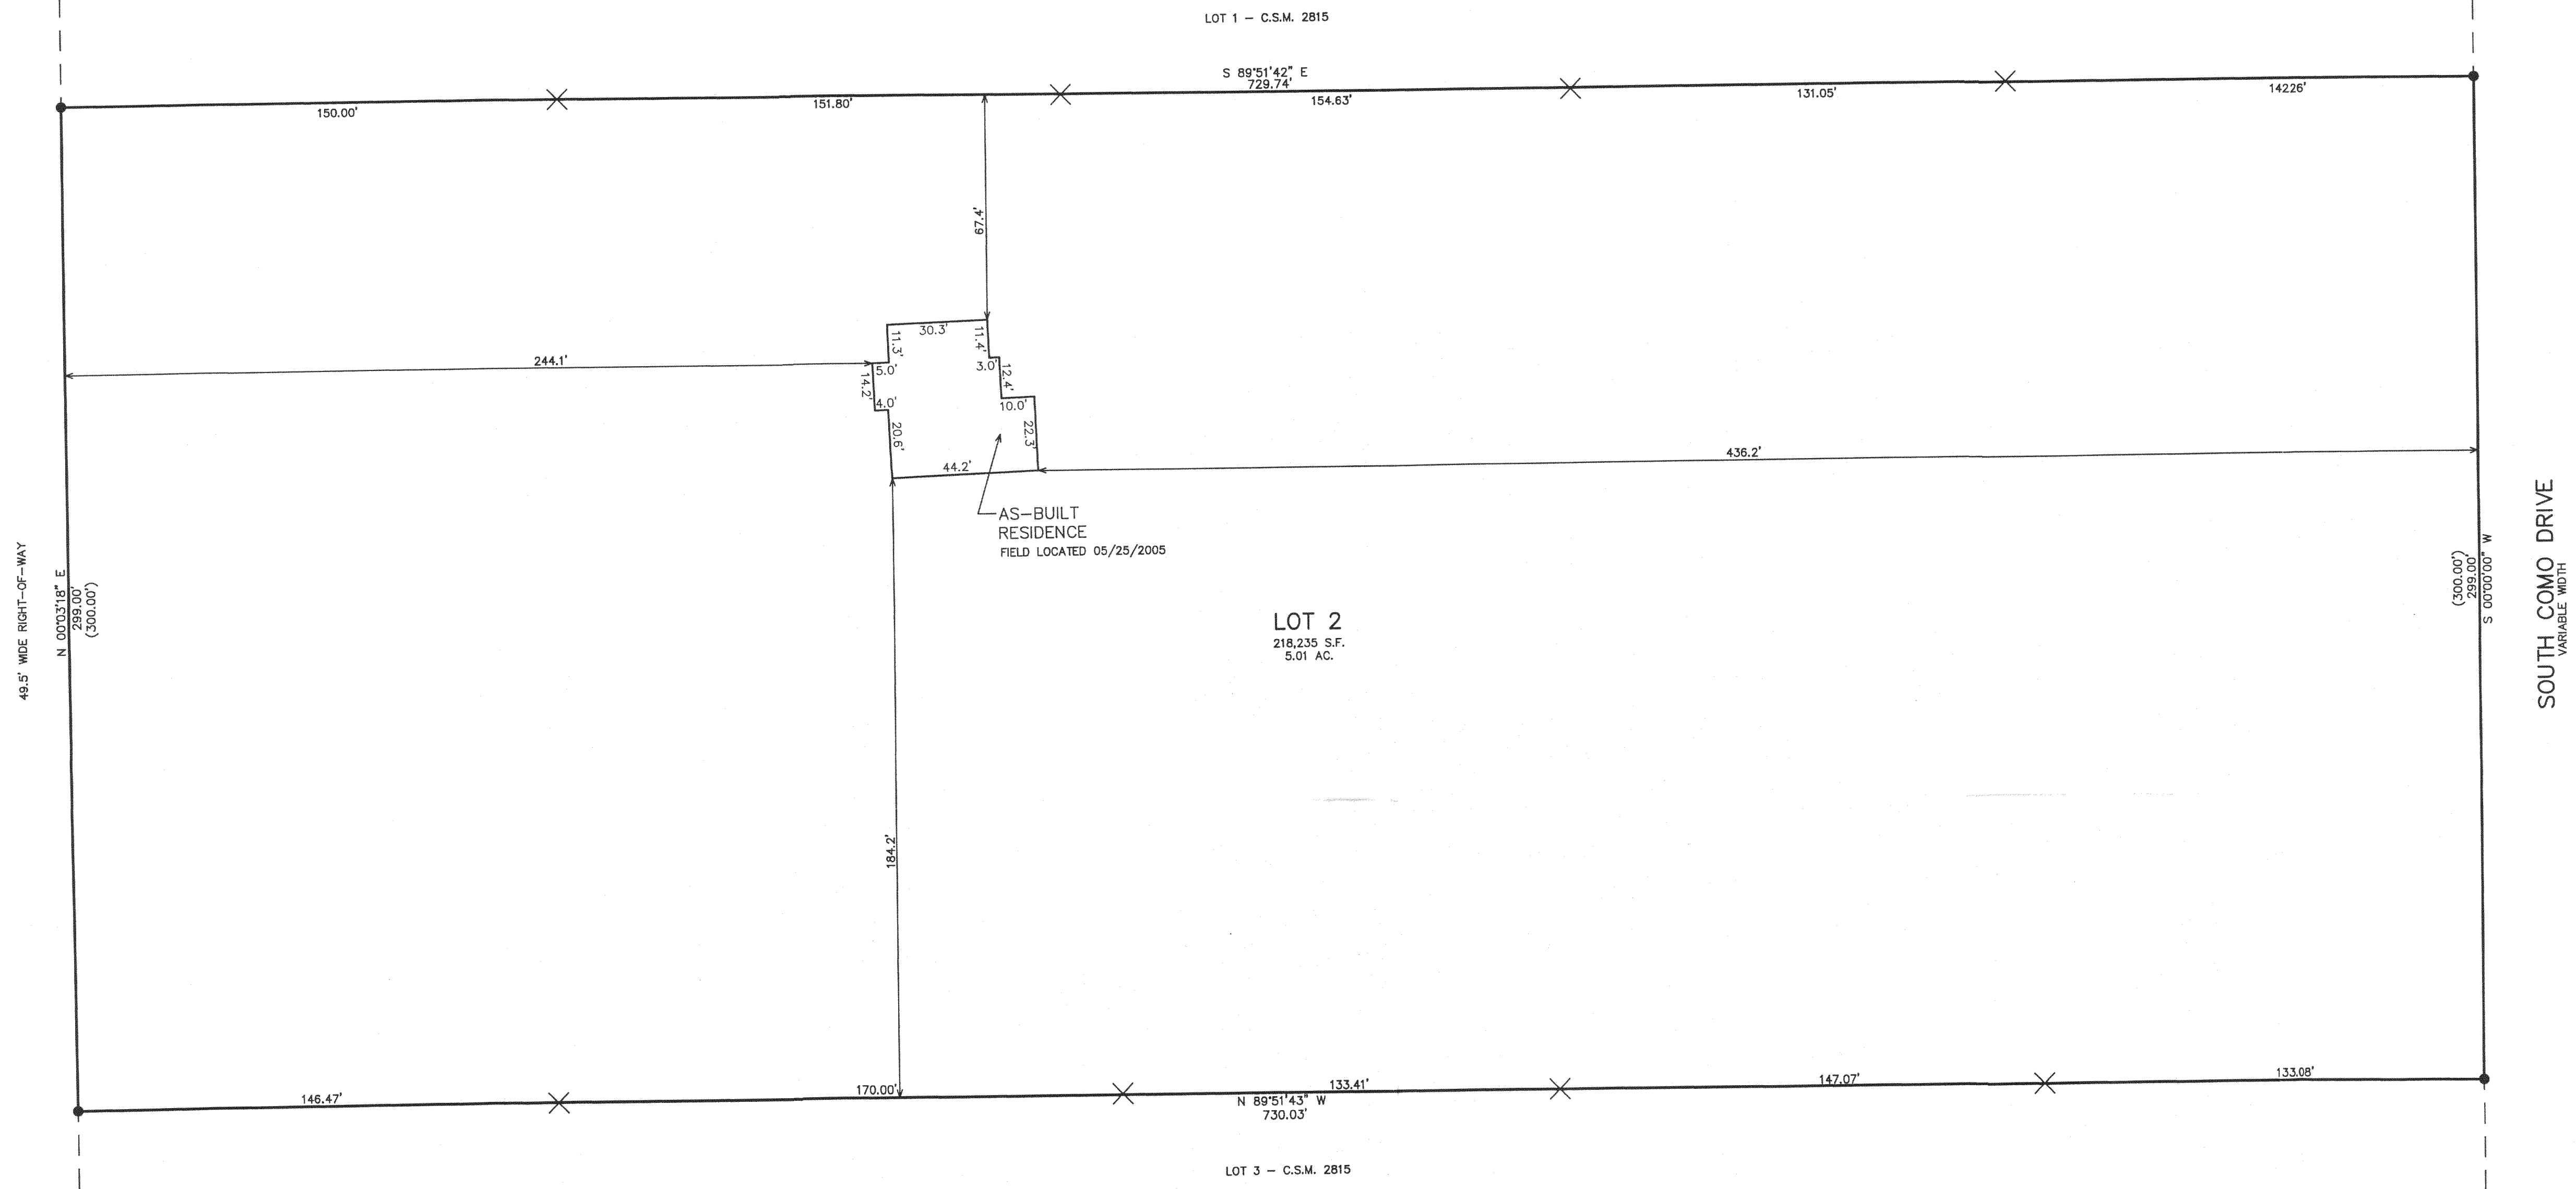 LOT 1 – C.S.M. 2815
S 89°51'42" E
729.74'
150.00'
151.80'
154.63'
131.05'
142.26'
67.4'
30.3'
11.3'
11.4'
3.0'
12.4'
5.0'
14.2'
4.0'
10.0'
20.6'
22.3'
44.2'
244.1'
436.2'
AS–BUILT
RESIDENCE
FIELD LOCATED 05/25/2005
49.5' WIDE RIGHT–OF–WAY
N 00°03'18" E
299.00'
(300.00')
LOT 2
218,235 S.F.
5.01 AC.
(300.00')
299.00'
S 00°00'00" W
SOUTH COMO DRIVE
VARIABLE WIDTH
184.2'
146.47'
170.00'
133.41'
147.07'
133.08'
N 89°51'43" W
730.03'
LOT 3 – C.S.M. 2815